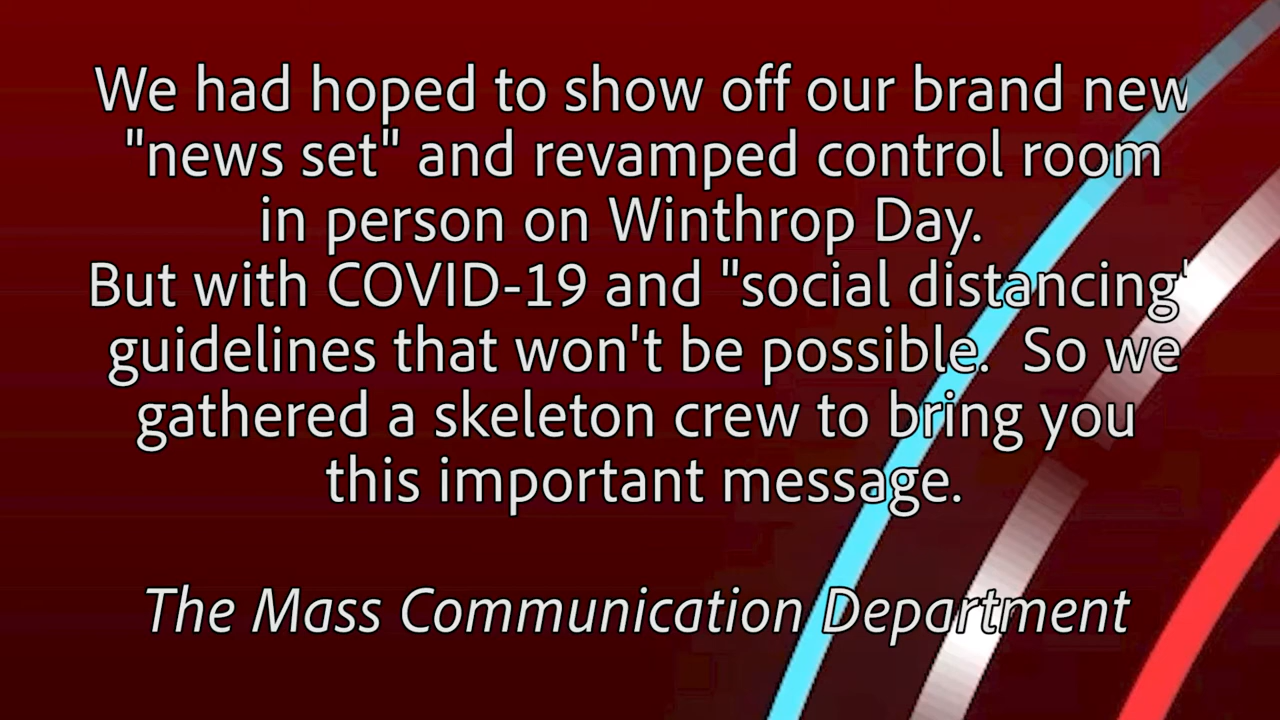 We had hoped to show off our brand new
"news set" and revamped control room
in person on Winthrop Day.
But with COVID-19 and "social distancing"
guidelines that won't be possible.  So we
gathered a skeleton crew to bring you
this important message.
The Mass Communication Department